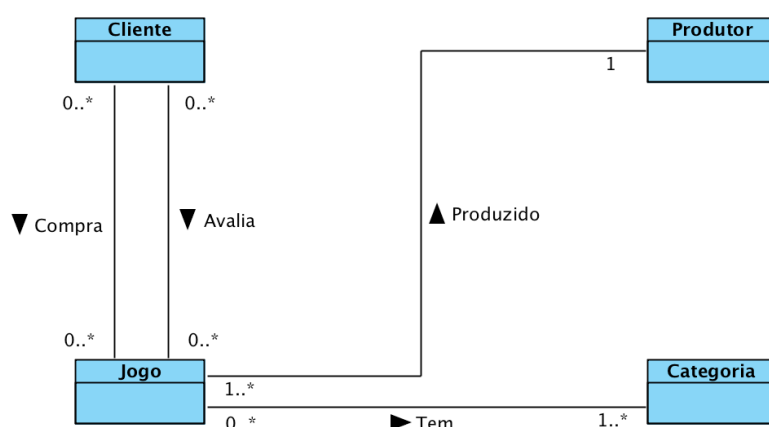 Cliente
Produtor
0..*
0..*
1
Compra
Avalia
Produzido
0..*
0..*
Jogo
Categoria
1..*
0..*
Tem
1..*